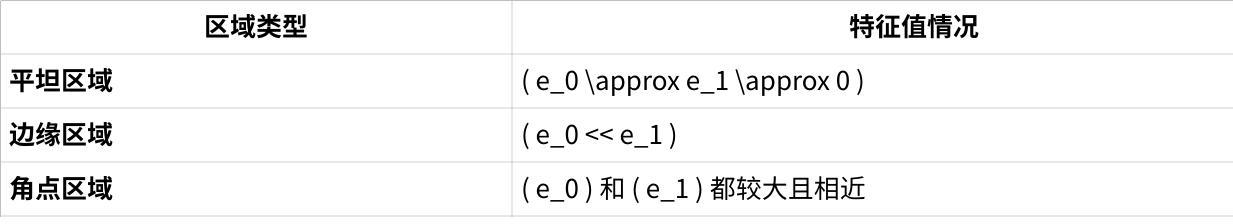 区域类型 特征值情况
平坦区域 ( e_0 \approx e_1 \approx 0 )
边缘区域 ( e_0 << e_1 )
角点区域 ( e_0 ) 和 ( e_1 ) 都较大且相近